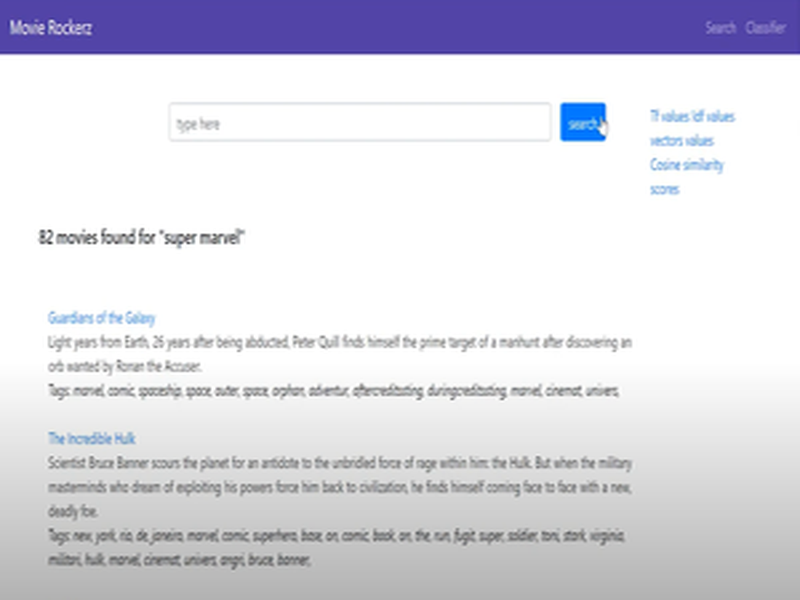 Movie Rockerz
Search Classifier
type here
search
Tf values Idf values
vectors values
Cosine similarity
scores
82 movies found for "super marvel"
Guardians of the Galaxy
Light years from Earth, 26 years after being abducted, Peter Quill finds himself the prime target of a manhunt after discovering an
orb wanted by Ronan the Accuser.
Tags: marvel, comic, spaceship, space, outer, space, orphan, adventur, aftercreditsting, duringcreditsting, marvel, cinemat, univers,
The Incredible Hulk
Scientist Bruce Banner scours the planet for an antidote to the unbridled force of rage within him: the Hulk. But when the military
masterminds who dream of exploiting his powers force him back to civilization, he finds himself coming face to face with a new,
deadly foe.
Tags: new, york, rio, de, janeiro, marvel, comic, superhero, base, on, comic, book, on, the, run, fugit, super, soldier, toni, stark, virginia,
militari, hulk, marvel, cinemat, univers, angri, bruce, banner,